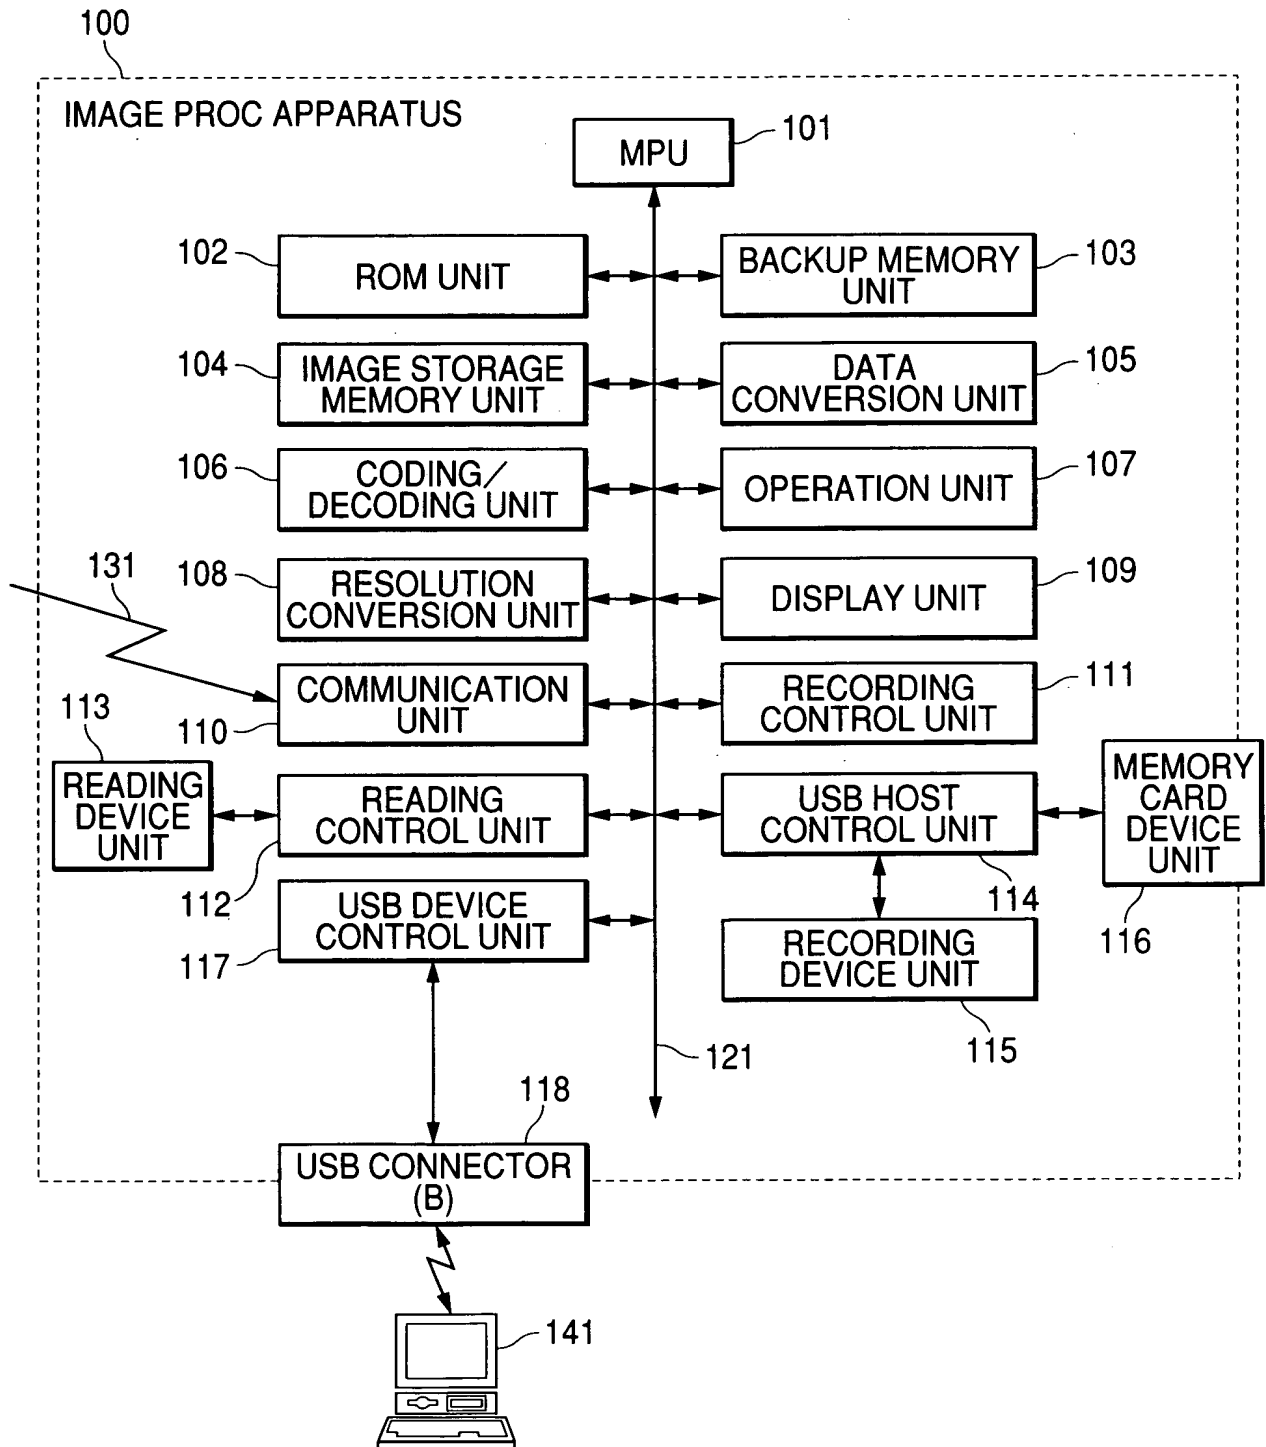 100
IMAGE PROC APPARATUS
MPU
101
102
ROM UNIT
BACKUP MEMORY
UNIT
103
104
IMAGE STORAGE
MEMORY UNIT
DATA
CONVERSION UNIT
105
106
CODING/
DECODING UNIT
OPERATION UNIT
107
131
108
RESOLUTION
CONVERSION UNIT
DISPLAY UNIT
109
COMMUNICATION
UNIT
110
RECORDING
CONTROL UNIT
111
113
READING
DEVICE
UNIT
READING
CONTROL UNIT
112
USB HOST
CONTROL UNIT
114
MEMORY
CARD
DEVICE
UNIT
116
USB DEVICE
CONTROL UNIT
117
RECORDING
DEVICE UNIT
115
121
118
USB CONNECTOR
(B)
141